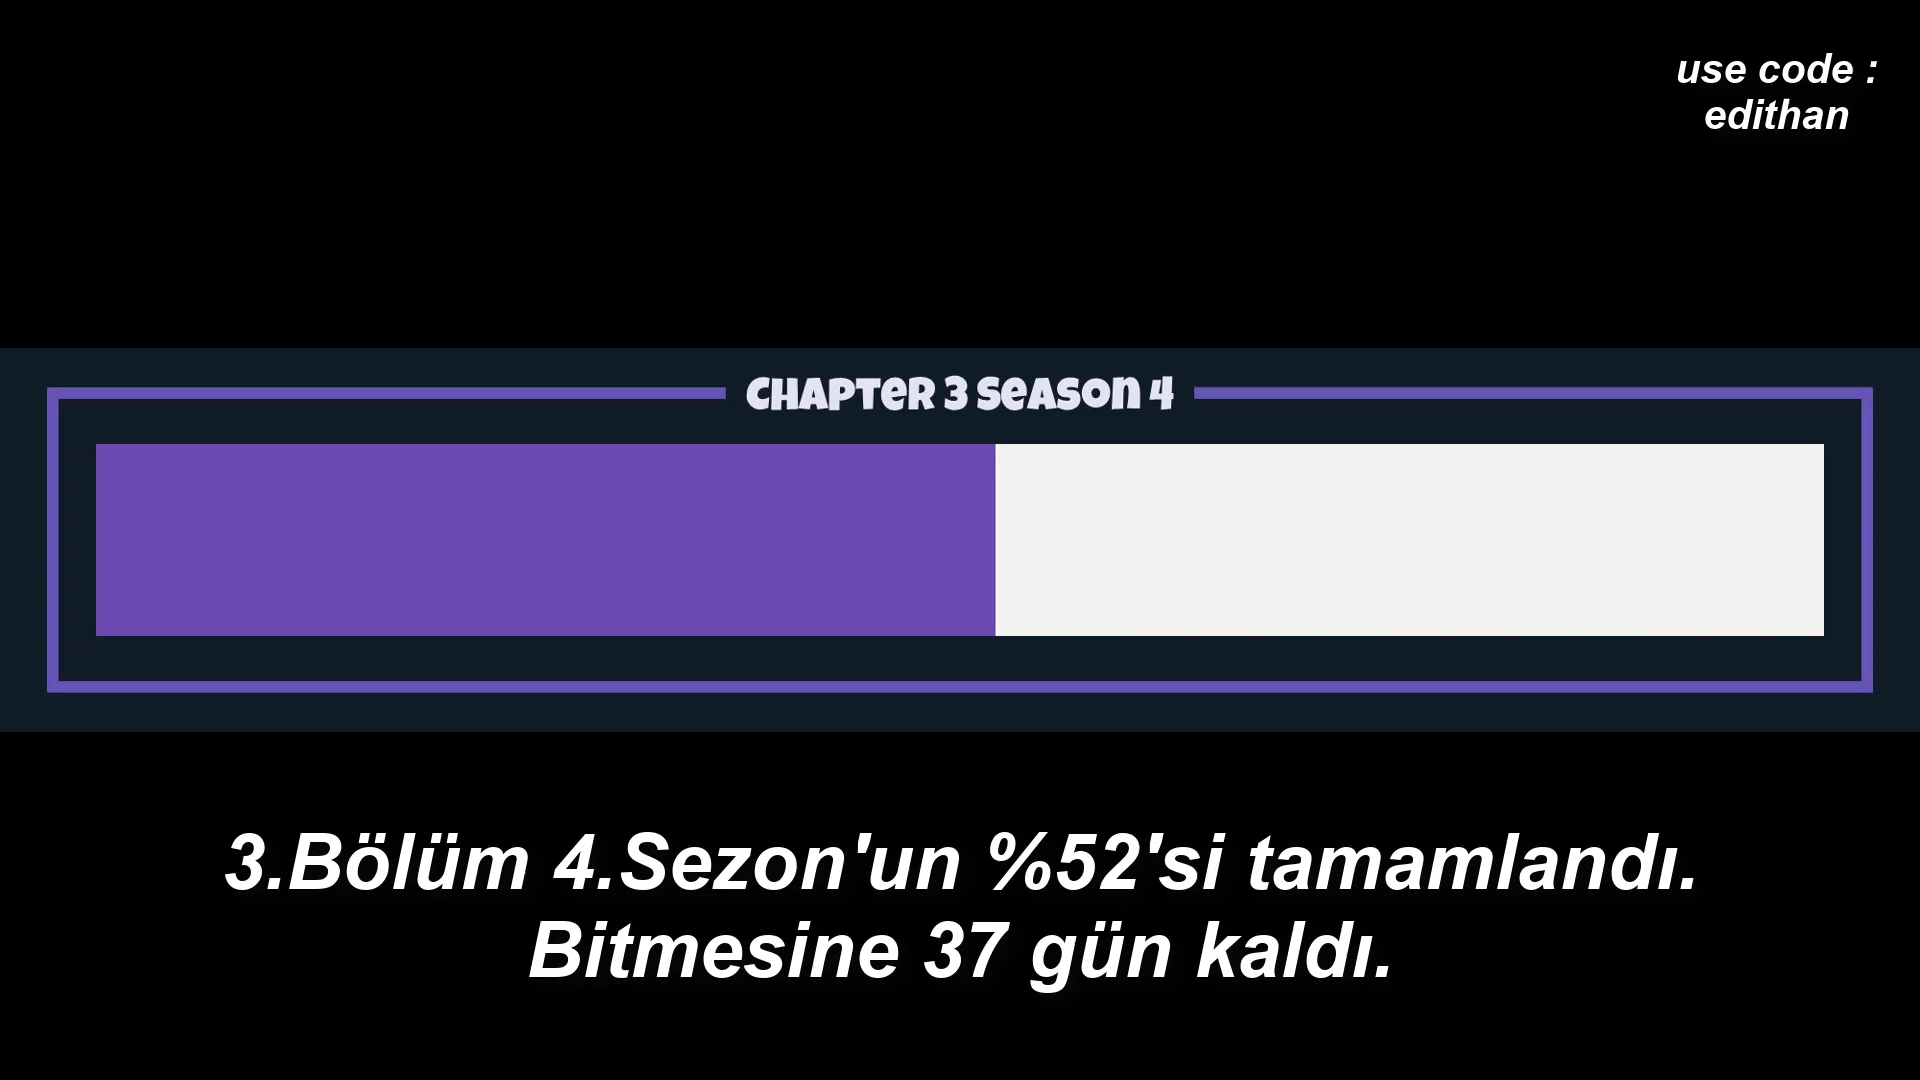 use code :
edithan
CHAPTER 3 SEASON 4
3.Bölüm 4.Sezon'un %52'si tamamlandı.
Bitmesine 37 gün kaldı.